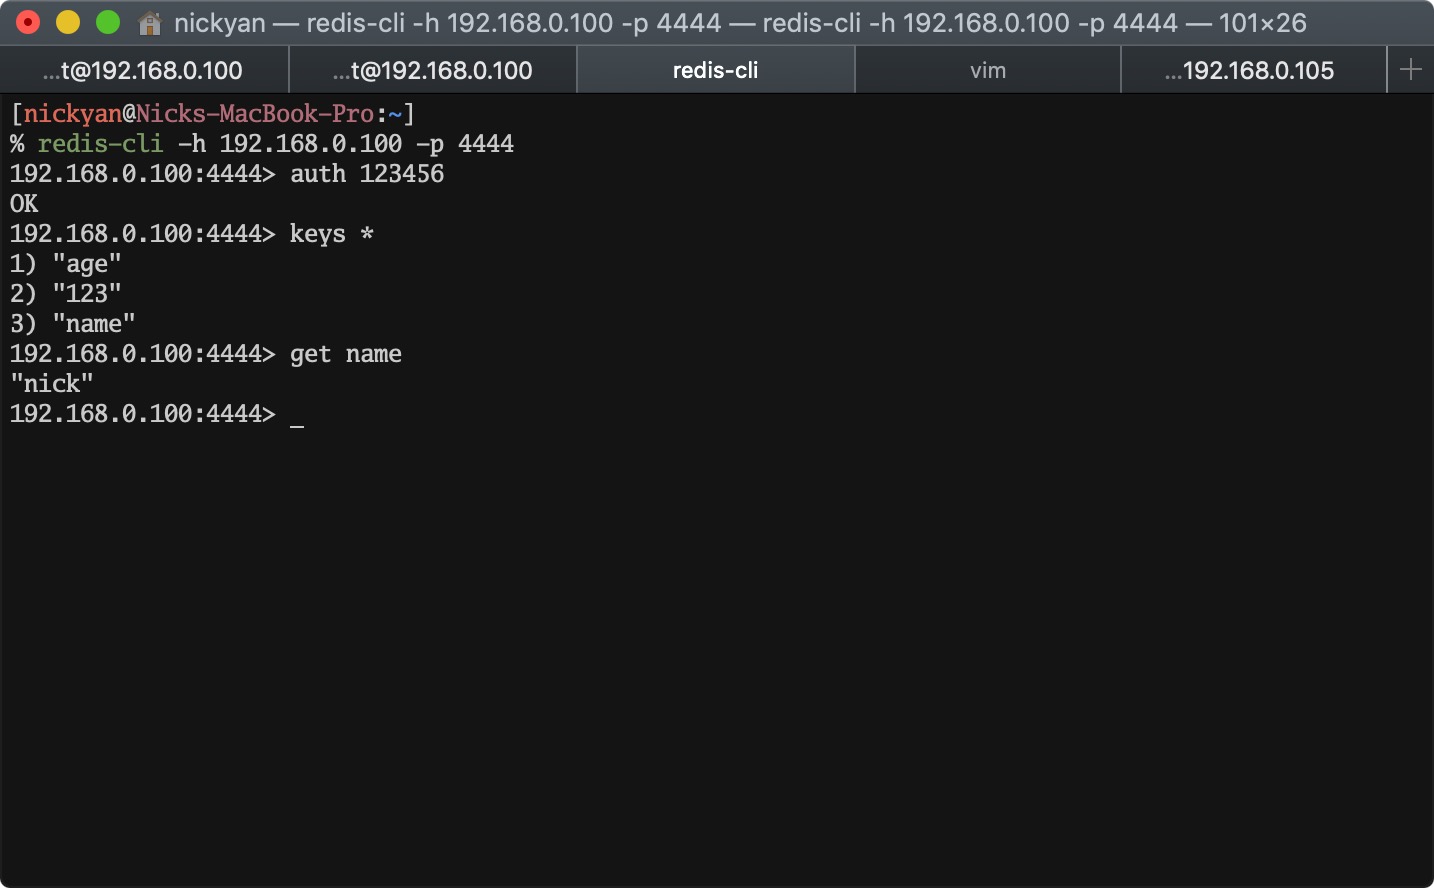 nickyan — redis-cli -h 192.168.0.100 -p 4444 — redis-cli -h 192.168.0.100 -p 4444 — 101×26
...t@192.168.0.100 ...t@192.168.0.100 redis-cli vim ...192.168.0.105 +
[nickyan@Nicks-MacBook-Pro:~]
% redis-cli -h 192.168.0.100 -p 4444
192.168.0.100:4444> auth 123456
OK
192.168.0.100:4444> keys *
1) "age"
2) "123"
3) "name"
192.168.0.100:4444> get name
"nick"
192.168.0.100:4444> _